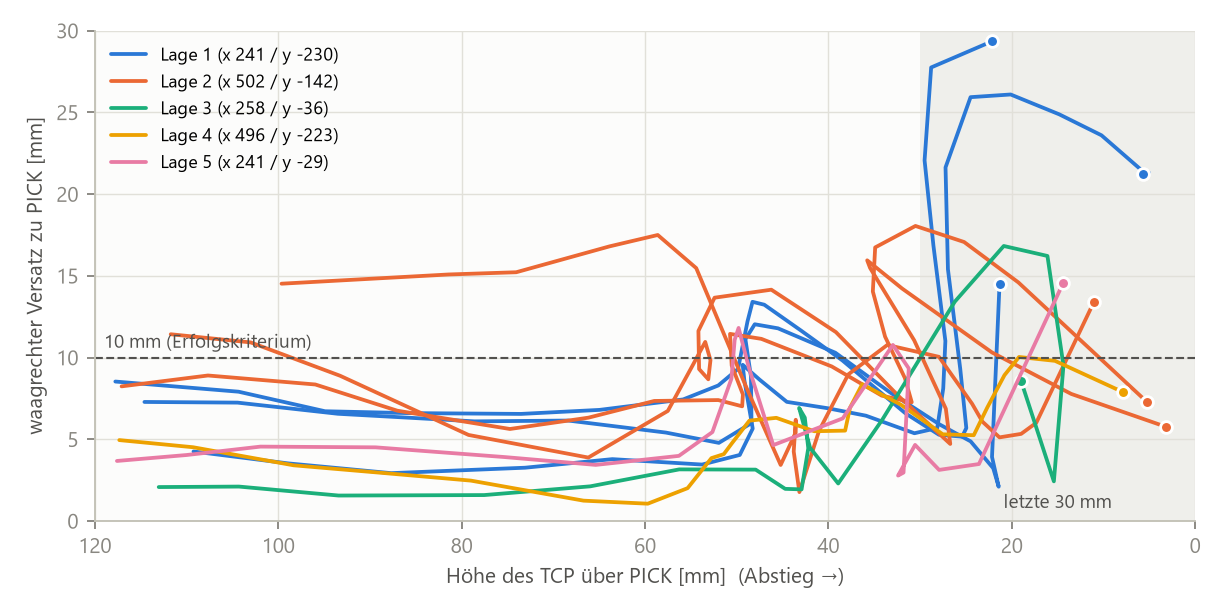 30
25
20
15
10
5
0
waagrechter Versatz zu PICK [mm]
Lage 1 (x 241 / y -230)
Lage 2 (x 502 / y -142)
Lage 3 (x 258 / y -36)
Lage 4 (x 496 / y -223)
Lage 5 (x 241 / y -29)
10 mm (Erfolgskriterium)
letzte 30 mm
120 100 80 60 40 20 0
Höhe des TCP über PICK [mm] (Abstieg →)